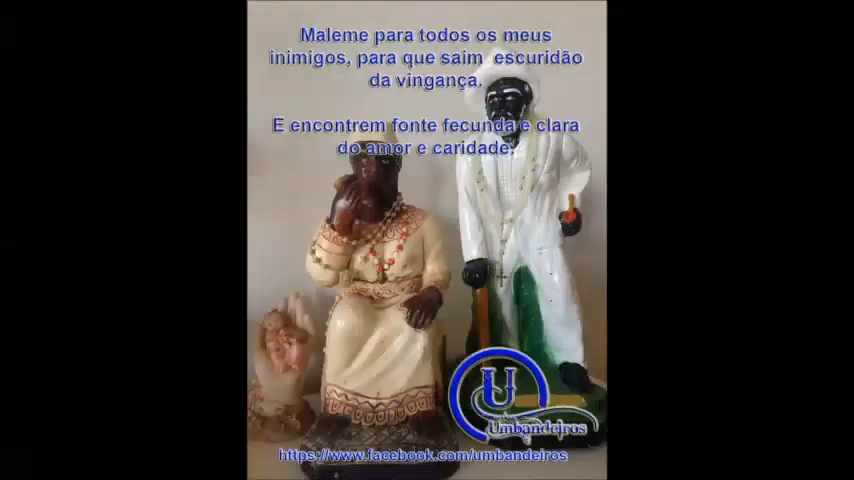 Maleme para todos os meus
inimigos, para que saim escuridão
da vingança.
E encontrem fonte fecunda e clara
do amor e caridade.
U
Umbandeiros
https://www.facebook.com/umbandeiros